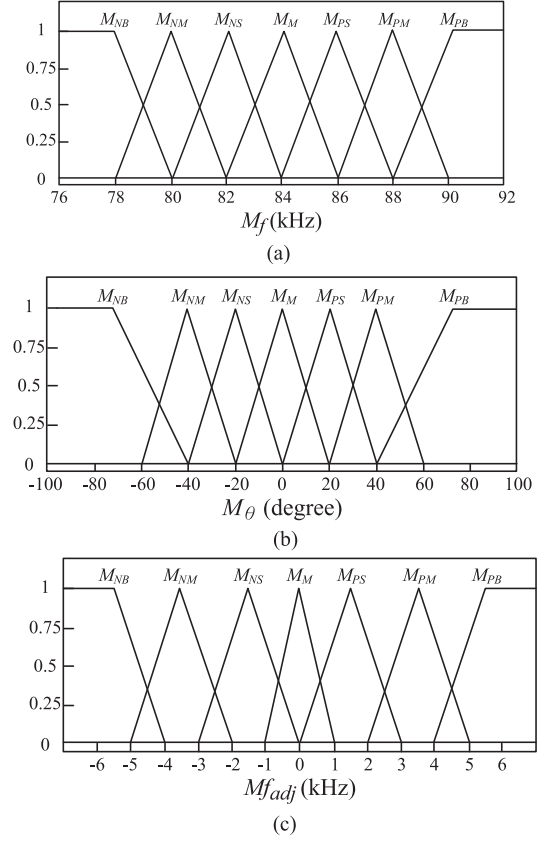 M_NB M_NM M_NS M_M M_PS M_PM M_PB
1
0.75
0.5
0.25
0
76 78 80 82 84 86 88 90 92
M_f (kHz)
(a)
M_NB M_NM M_NS M_M M_PS M_PM M_PB
1
0.75
0.5
0.25
0
-100 -80 -60 -40 -20 0 20 40 60 80 100
M_θ (degree)
(b)
M_NB M_NM M_NS M_M M_PS M_PM M_PB
1
0.75
0.5
0.25
0
-6 -5 -4 -3 -2 -1 0 1 2 3 4 5 6
Mf_adj (kHz)
(c)